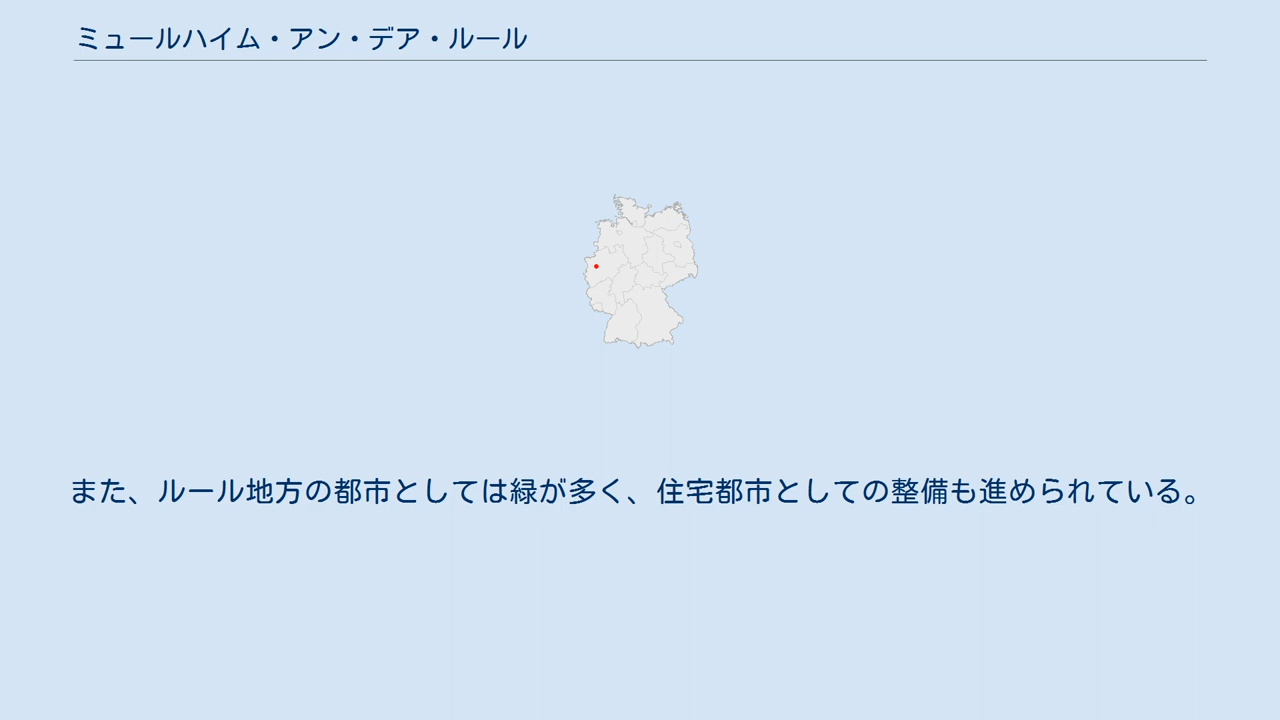 ミュールハイム・アン・デア・ルール
また、ルール地方の都市としては緑が多く、住宅都市としての整備も進められている。